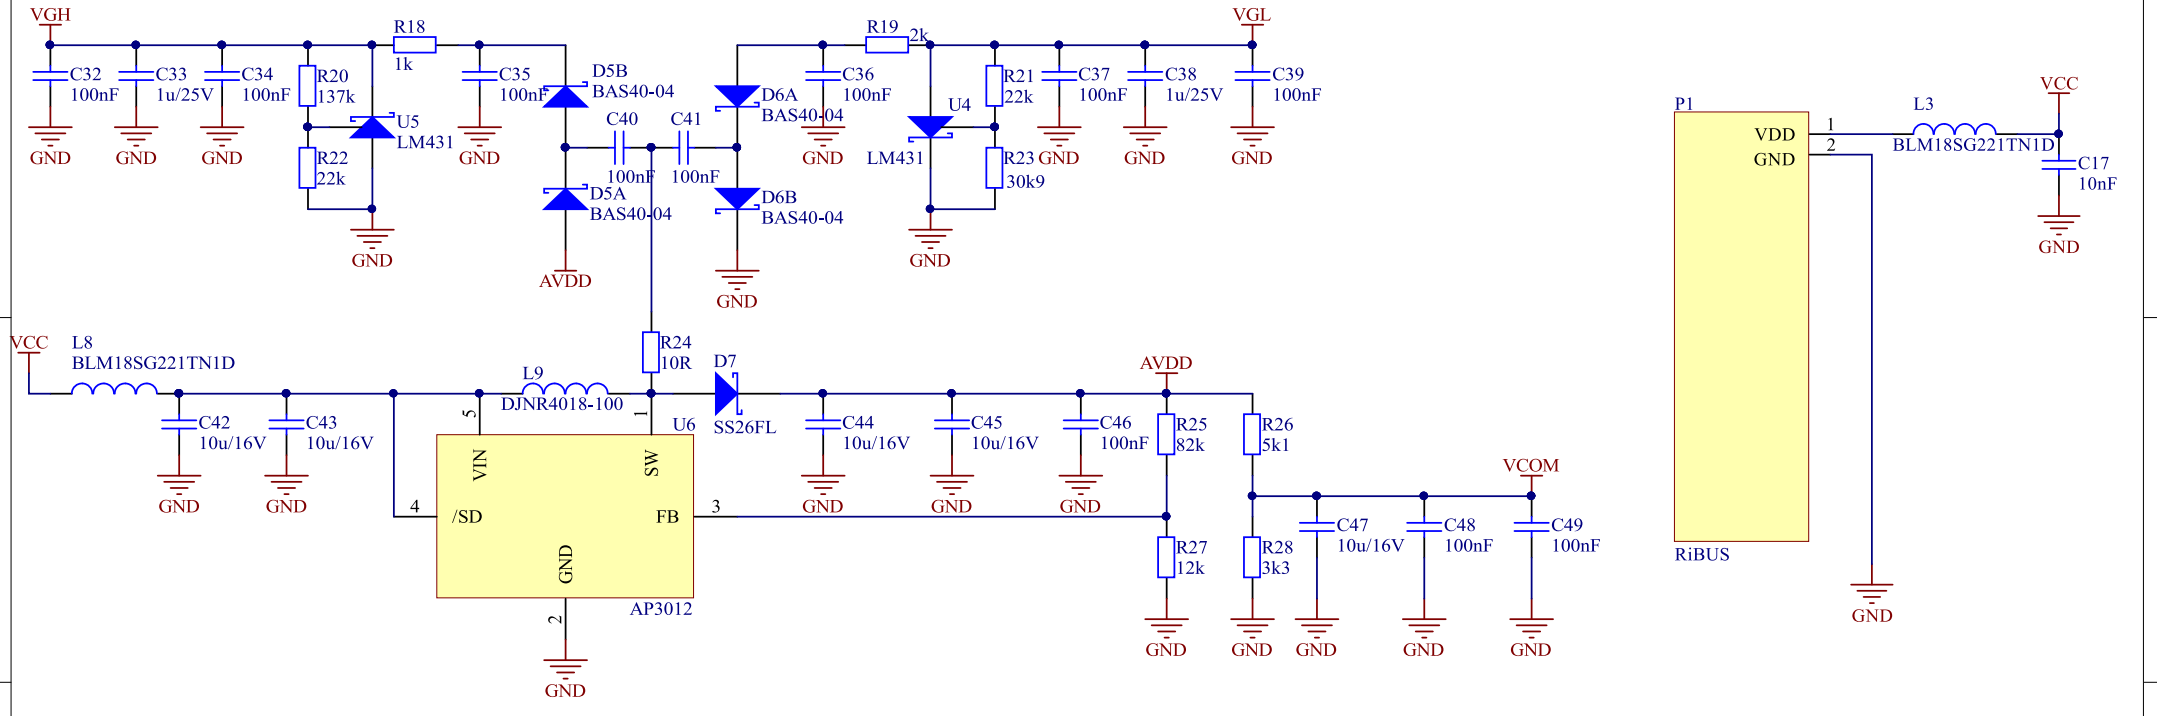 VGH
R18
1k
C32
100nF
C33
1u/25V
C34
100nF
R20
137k
U5
LM431
R22
22k
C35
100nF
D5B
BAS40-04
C40
100nF
C41
100nF
D5A
BAS40-04
AVDD
GND
GND
GND
GND
GND
R19
2k
VGL
D6A
BAS40-04
D6B
BAS40-04
C36
100nF
U4
LM431
R21
22k
R23
30k9
C37
100nF
C38
1u/25V
C39
100nF
GND
GND
GND
GND
GND
GND
P1
VDD
GND
1
2
RiBUS
L3
BLM18SG221TN1D
VCC
C17
10nF
GND
GND
VCC
L8
BLM18SG221TN1D
C42
10u/16V
C43
10u/16V
GND
GND
L9
DJNR4018-100
R24
10R
D7
SS26FL
5
1
U6
VIN
SW
4
/SD
FB
3
GND
2
AP3012
GND
C44
10u/16V
C45
10u/16V
C46
100nF
GND
GND
GND
AVDD
R25
82k
R26
5k1
R27
12k
R28
3k3
VCOM
C47
10u/16V
C48
100nF
C49
100nF
GND
GND
GND
GND
GND